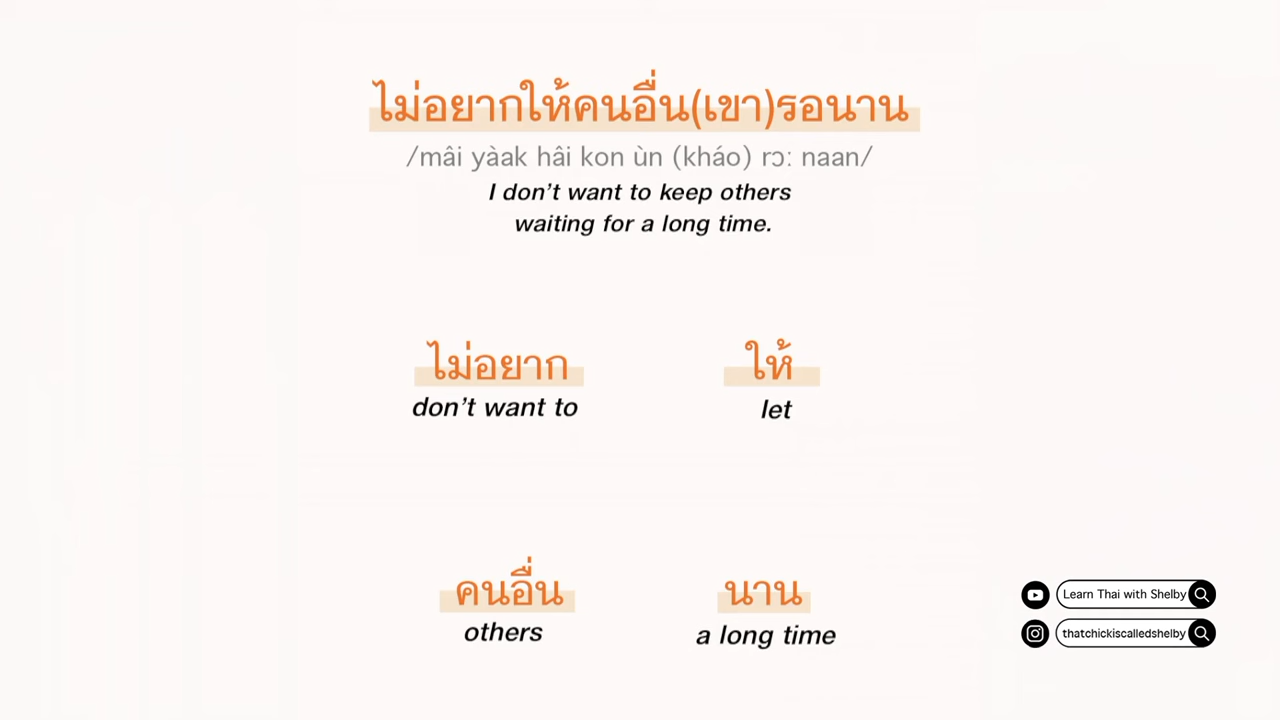 ไม่อยากให้คนอื่น(เขา)รอนาน
/mâi yàak hâi kon ùn (kháo) rɔ: naan/
I don't want to keep others
waiting for a long time.
ไม่อยาก
don't want to
ให้
let
คนอื่น
others
นาน
a long time
Learn Thai with Shelby
thatchickiscalledshelby